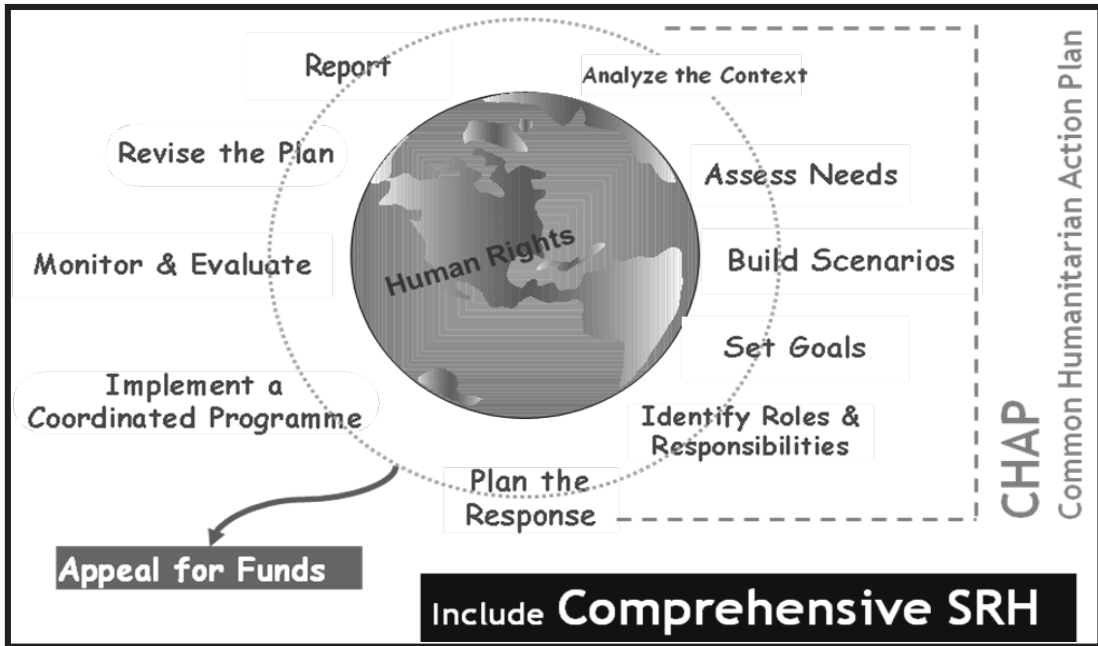 Report
Analyze the Context
Revise the Plan
Assess Needs
Monitor & Evaluate
Human Rights
Build Scenarios
Set Goals
Implement a
Coordinated Programme
Identify Roles &
Responsibilities
Plan the
Response
Appeal for Funds
Include Comprehensive SRH
CHAP
Common Humanitarian Action Plan